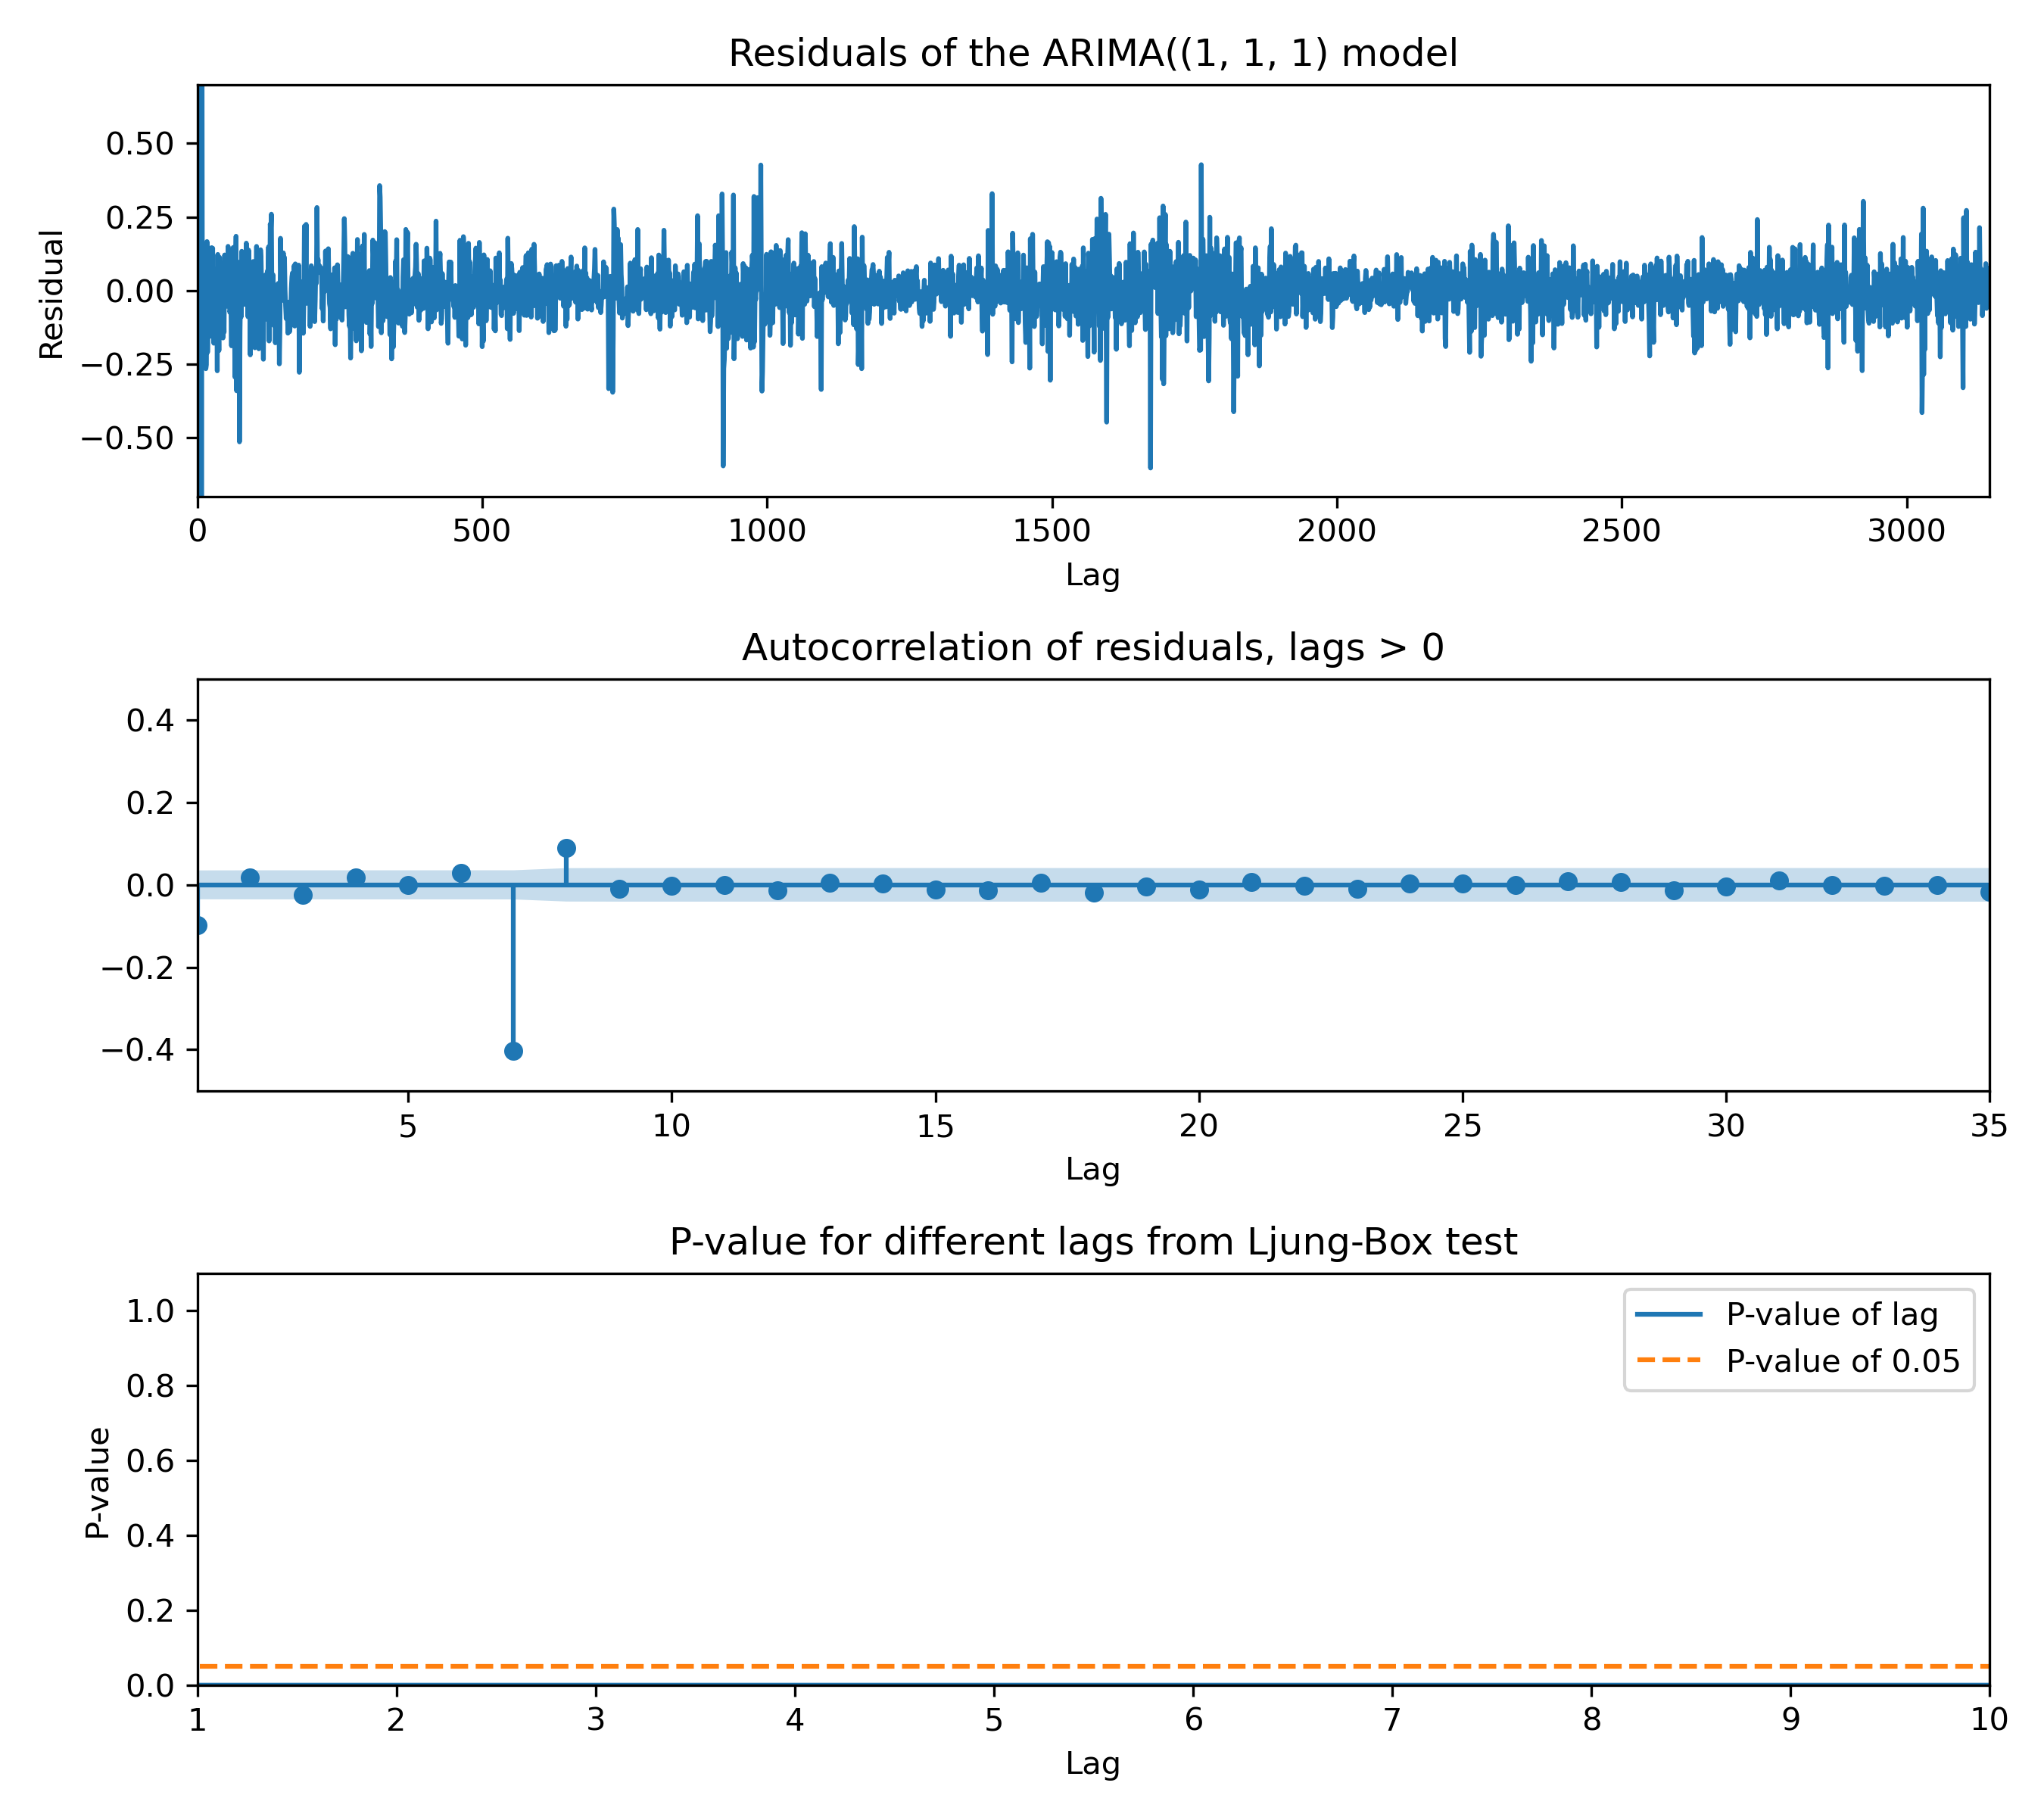 Residuals of the ARIMA((1, 1, 1) model
0.50
0.25
0.00
−0.25
−0.50
Residual
0 500 1000 1500 2000 2500 3000
Lag
Autocorrelation of residuals, lags > 0
0.4
0.2
0.0
−0.2
−0.4
5 10 15 20 25 30 35
Lag
P-value for different lags from Ljung-Box test
1.0
0.8
0.6
0.4
0.2
0.0
P-value
P-value of lag
P-value of 0.05
1 2 3 4 5 6 7 8 9 10
Lag